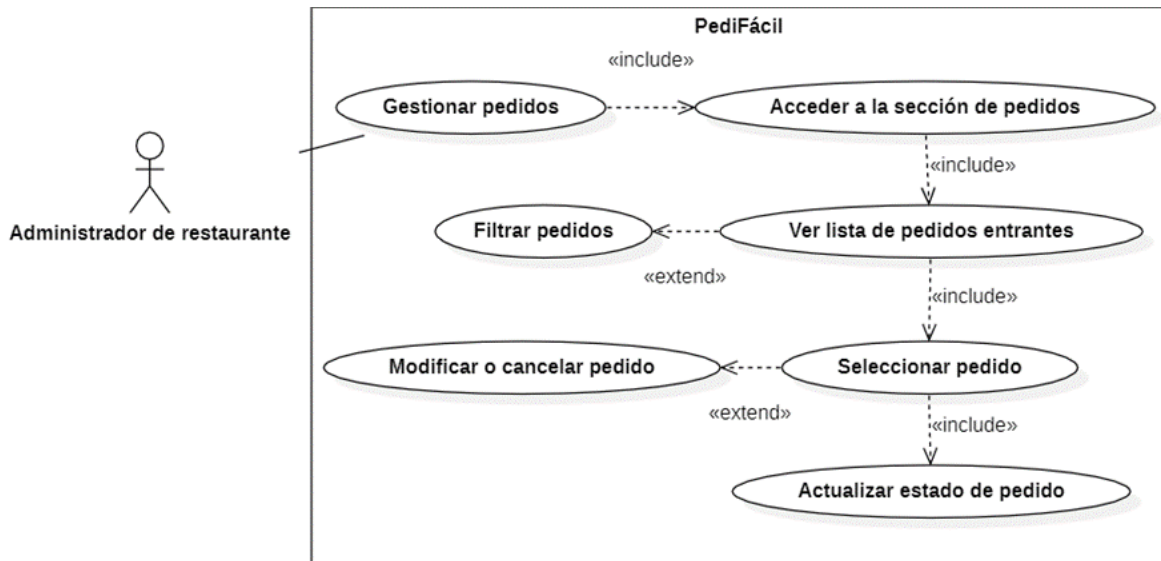 PediFácil
«include»
Gestionar pedidos
Acceder a la sección de pedidos
«include»
Administrador de restaurante
Filtrar pedidos
Ver lista de pedidos entrantes
«extend»
«include»
Modificar o cancelar pedido
Seleccionar pedido
«extend»
«include»
Actualizar estado de pedido